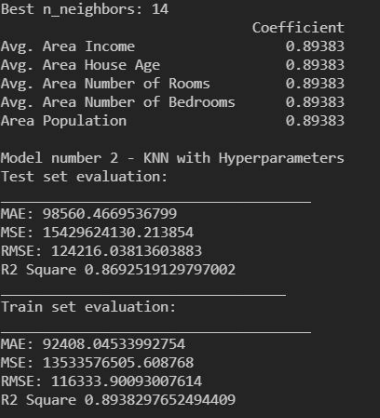 Best n_neighbors: 14
Coefficient
Avg. Area Income 0.89383
Avg. Area House Age 0.89383
Avg. Area Number of Rooms 0.89383
Avg. Area Number of Bedrooms 0.89383
Area Population 0.89383
Model number 2 - KNN with Hyperparameters
Test set evaluation:
MAE: 98560.4669536799
MSE: 15429624130.213854
RMSE: 124216.03813603883
R2 Square 0.8692519129797002
Train set evaluation:
MAE: 92408.04533992754
MSE: 13533576505.608768
RMSE: 116333.90093007614
R2 Square 0.8938297652494409